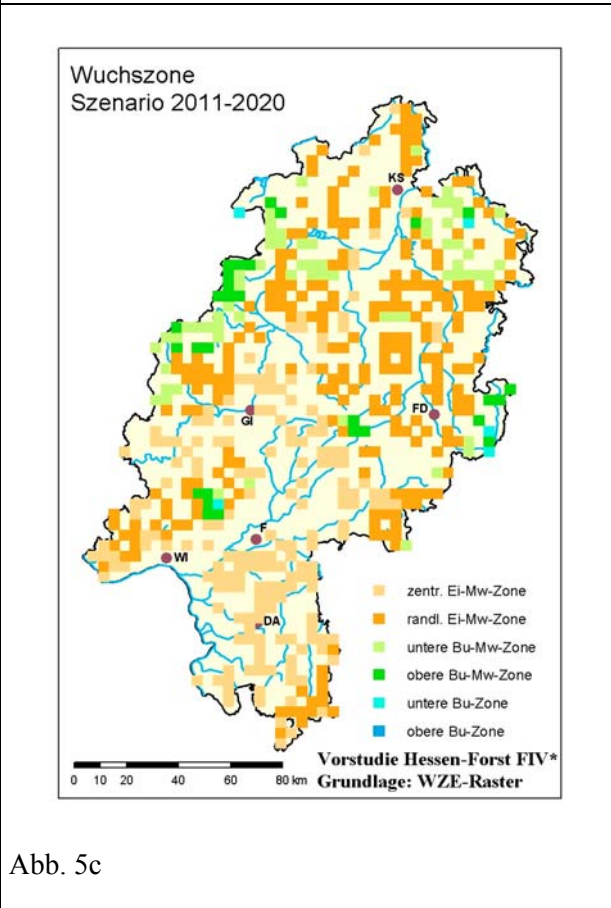 Wuchszone
Szenario 2011-2020
KS
GI
FD
F
WI
DA
zentr. Ei-Mw-Zone
randl. Ei-Mw-Zone
untere Bu-Mw-Zone
obere Bu-Mw-Zone
untere Bu-Zone
obere Bu-Zone
0 10 20 40 60 80 km
Vorstudie Hessen-Forst FIV*
Grundlage: WZE-Raster
Abb. 5c